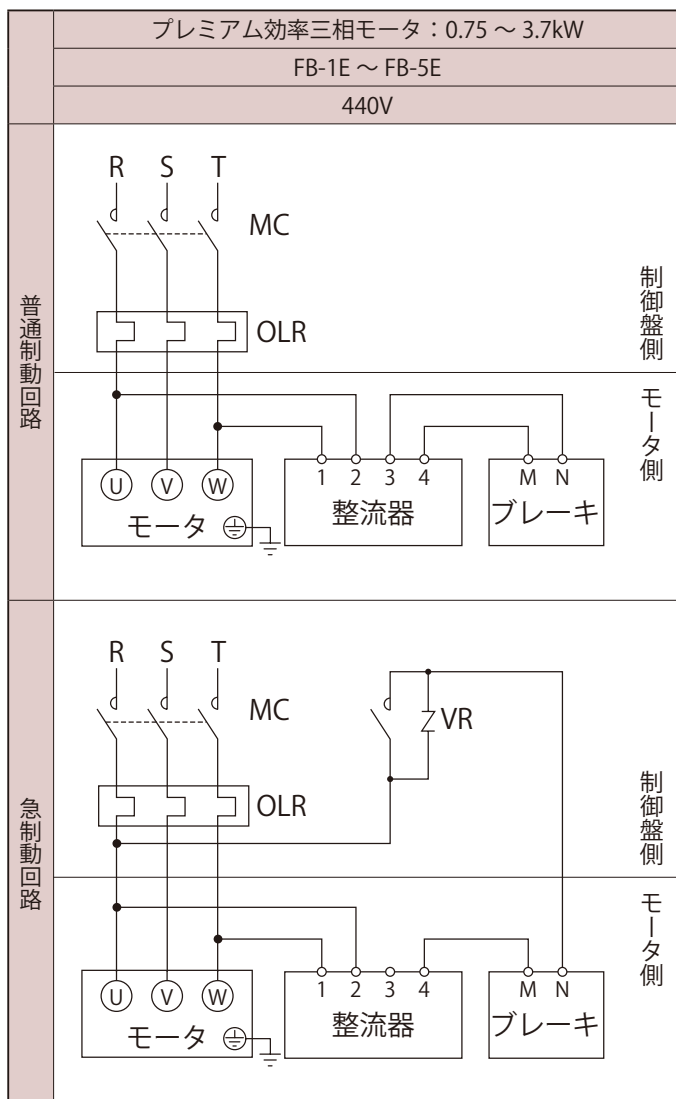 プレミアム効率三相モータ：0.75 ～ 3.7kW
FB-1E ～ FB-5E
440V
普通制動回路
R S T
MC
OLR
制御盤側
モータ側
U V W
モータ
1 2 3 4
整流器
M N
ブレーキ
急制動回路
R S T
MC
VR
OLR
制御盤側
モータ側
U V W
モータ
1 2 3 4
整流器
M N
ブレーキ